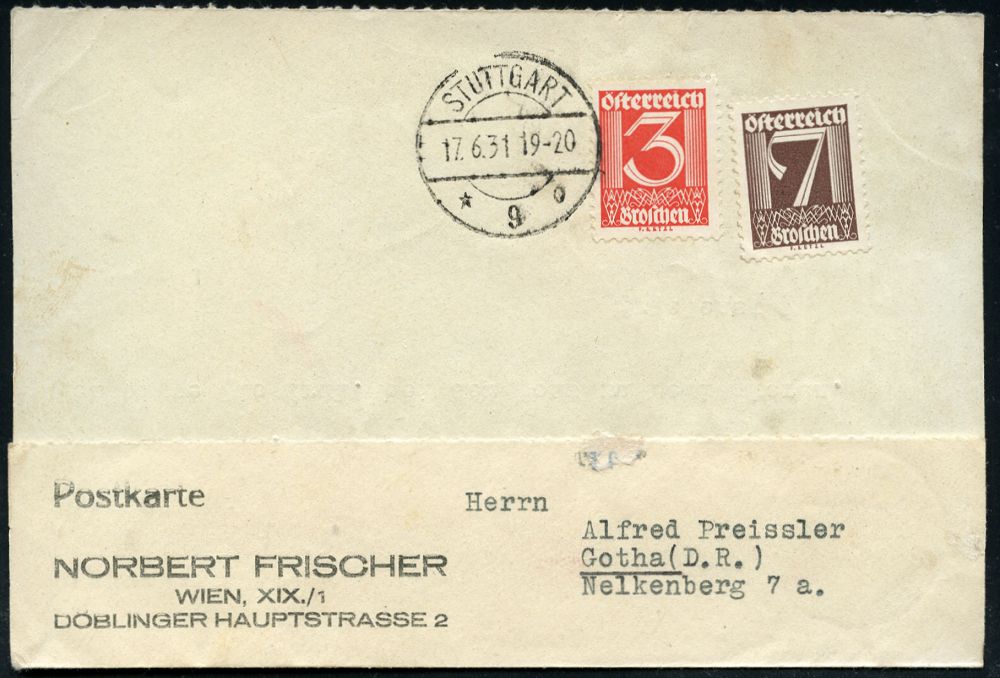 STUTTGART
17. 6.31 19-20
* 9 o
Österreich
3
Groschen
Österreich
7
Groschen
Postkarte
Herrn
Alfred Preissler
Gotha(D.R.)
Nelkenberg 7 a.
NORBERT FRISCHER
WIEN, XIX./1
DÖBLINGER HAUPTSTRASSE 2